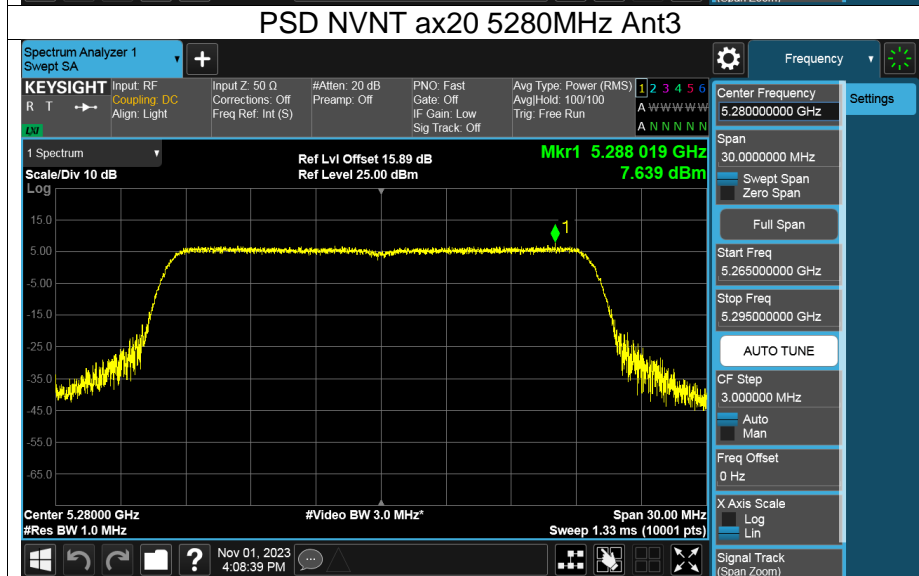 (Span Zoom)
PSD NVNT ax20 5280MHz Ant3
Spectrum Analyzer 1
Swept SA
Frequency
KEYSIGHT
R T
LXI
Input: RF
Coupling: DC
Align: Light
Input Z: 50 Ω
Corrections: Off
Freq Ref: Int (S)
#Atten: 20 dB
Preamp: Off
PNO: Fast
Gate: Off
IF Gain: Low
Sig Track: Off
Avg Type: Power (RMS)
Avg|Hold: 100/100
Trig: Free Run
1 2 3 4 5 6
A W W W W W
A N N N N N
1 Spectrum
Scale/Div 10 dB
Ref Lvl Offset 15.89 dB
Ref Level 25.00 dBm
Mkr1 5.288 019 GHz
7.639 dBm
Log
15.0
5.00
-5.00
-15.0
-25.0
-35.0
-45.0
-55.0
-65.0
1
Center 5.28000 GHz
#Res BW 1.0 MHz
#Video BW 3.0 MHz*
Span 30.00 MHz
Sweep 1.33 ms (10001 pts)
Nov 01, 2023
4:08:39 PM
Center Frequency
5.280000000 GHz
Settings
Span
30.0000000 MHz
Swept Span
Zero Span
Full Span
Start Freq
5.265000000 GHz
Stop Freq
5.295000000 GHz
AUTO TUNE
CF Step
3.000000 MHz
Auto
Man
Freq Offset
0 Hz
X Axis Scale
Log
Lin
Signal Track
(Span Zoom)